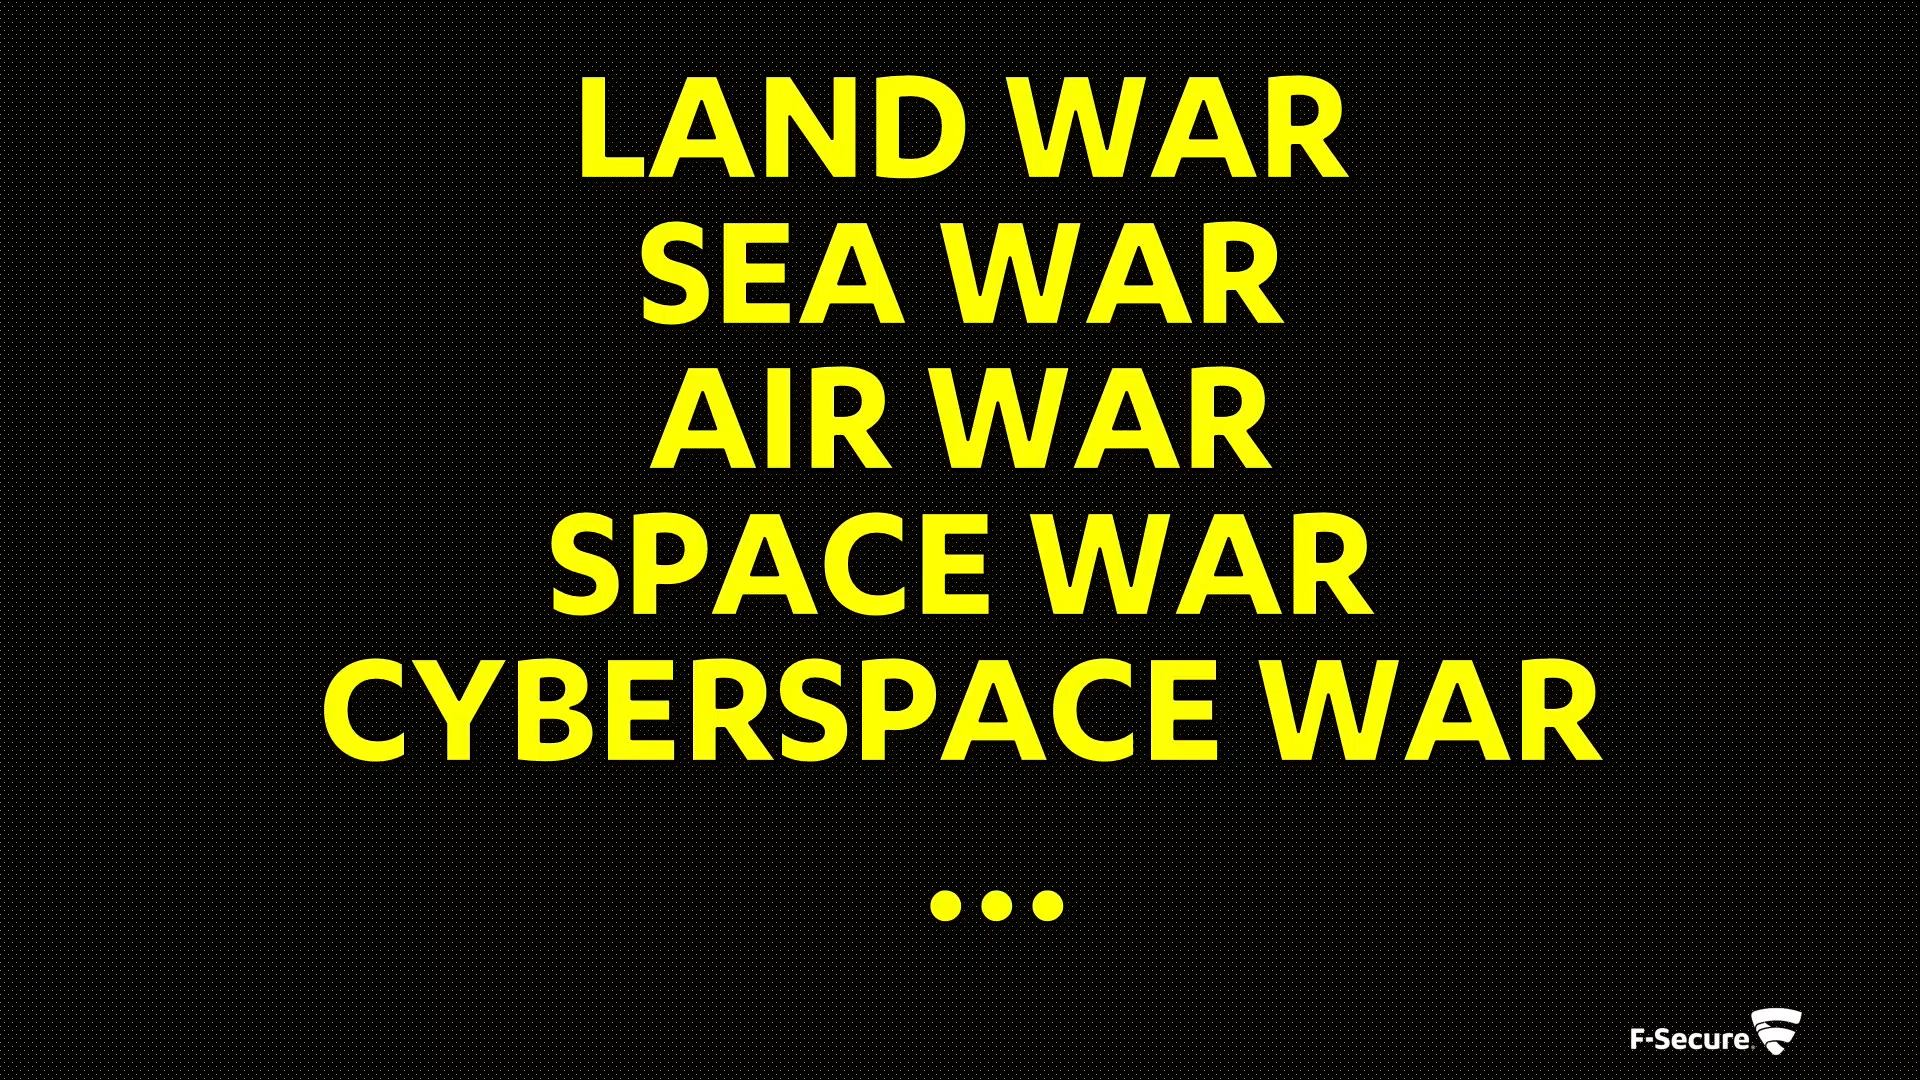 LAND WAR
SEA WAR
AIR WAR
SPACE WAR
CYBERSPACE WAR
...
F-Secure.